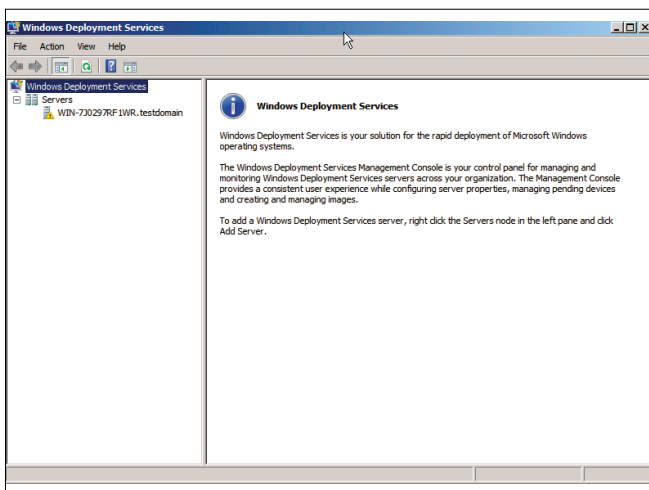 Windows Deployment Services
File Action View Help
Windows Deployment Services
Servers
WIN-7J0297RF1WR.testdomain
Windows Deployment Services
Windows Deployment Services is your solution for the rapid deployment of Microsoft Windows
operating systems.
The Windows Deployment Services Management Console is your control panel for managing and
monitoring Windows Deployment Services servers across your organization. The Management Console
provides a consistent user experience while configuring server properties, managing pending devices
and creating and managing images.
To add a Windows Deployment Services server, right click the Servers node in the left pane and click
Add Server.